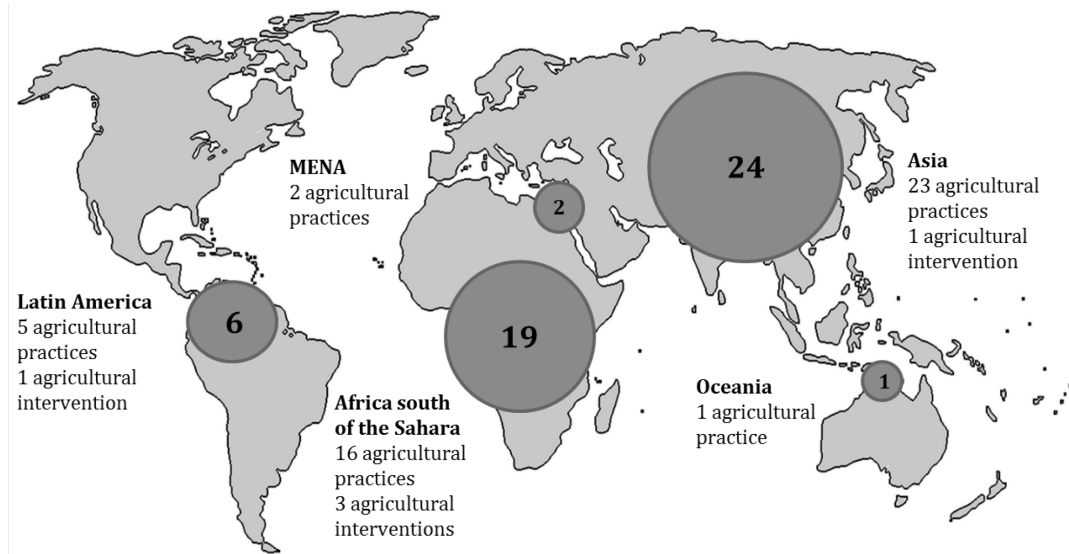 MENA
2 agricultural
practices
2
24
Asia
23 agricultural
practices
1 agricultural
intervention
Latin America
5 agricultural
practices
1 agricultural
intervention
6
19
Africa south
of the Sahara
16 agricultural
practices
3 agricultural
interventions
Oceania
1 agricultural
practice
1